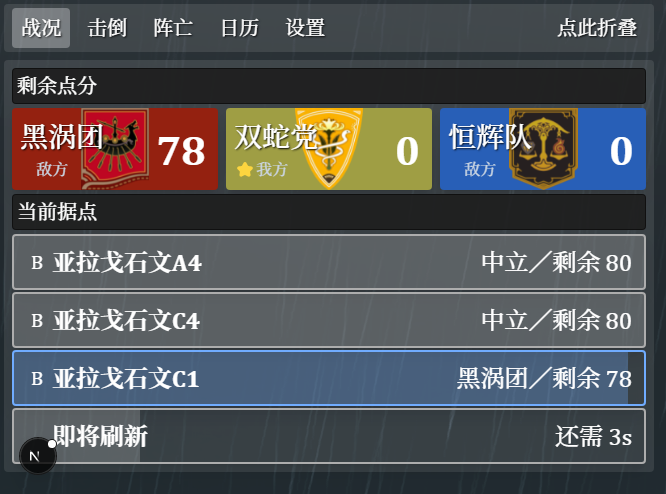 战况 击倒 阵亡 日历 设置 点此折叠
剩余点分
黑涡团 敌方 78
双蛇党 我方 0
恒辉队 敌方 0
当前据点
B 亚拉戈石文A4 中立／剩余 80
B 亚拉戈石文C4 中立／剩余 80
B 亚拉戈石文C1 黑涡团／剩余 78
即将刷新 还需 3s
N